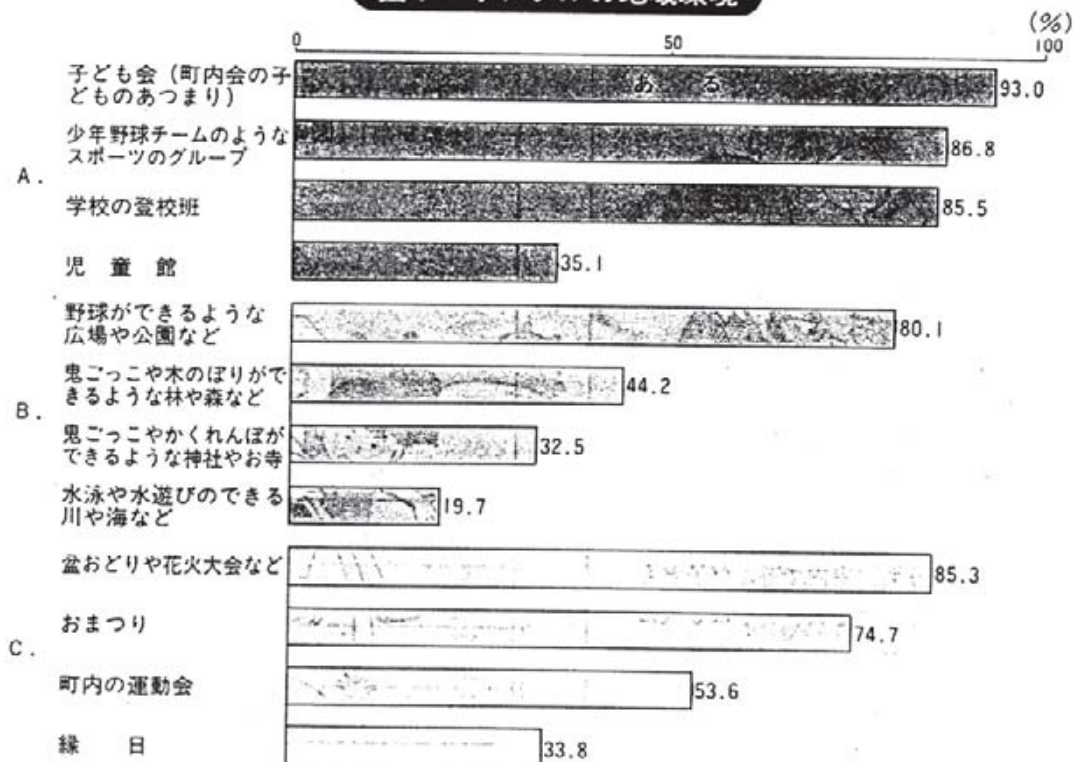 地域環境
(%)
0 50 100
子ども会(町内会の子
どものあつまり)
ある
93.0
少年野球チームのような
スポーツのグループ
86.8
A.
学校の登校班
85.5
児童館
35.1
野球ができるような
広場や公園など
80.1
鬼ごっこや木のぼりがで
きるような林や森など
44.2
B.
鬼ごっこやかくれんぼが
できるような神社やお寺
32.5
水泳や水遊びのできる
川や海など
19.7
盆おどりや花火大会など
85.3
おまつり
74.7
C.
町内の運動会
53.6
縁日
33.8